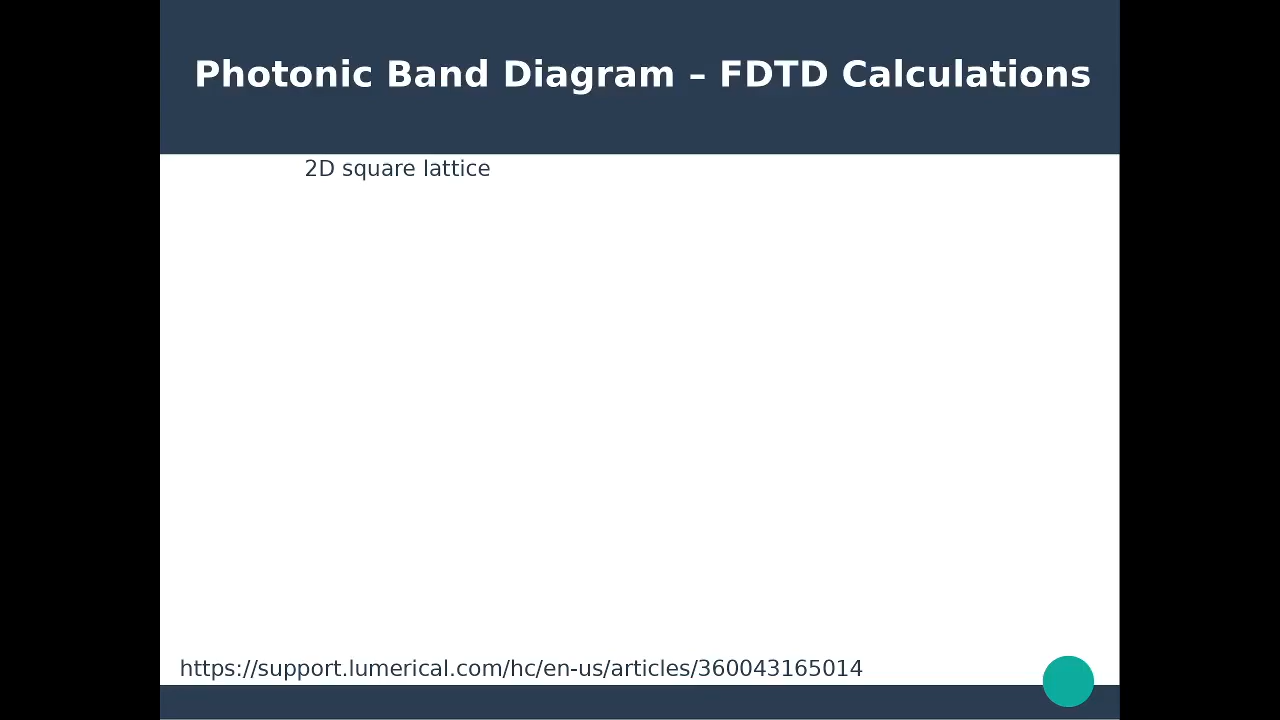 Photonic Band Diagram – FDTD Calculations
2D square lattice
https://support.lumerical.com/hc/en-us/articles/360043165014